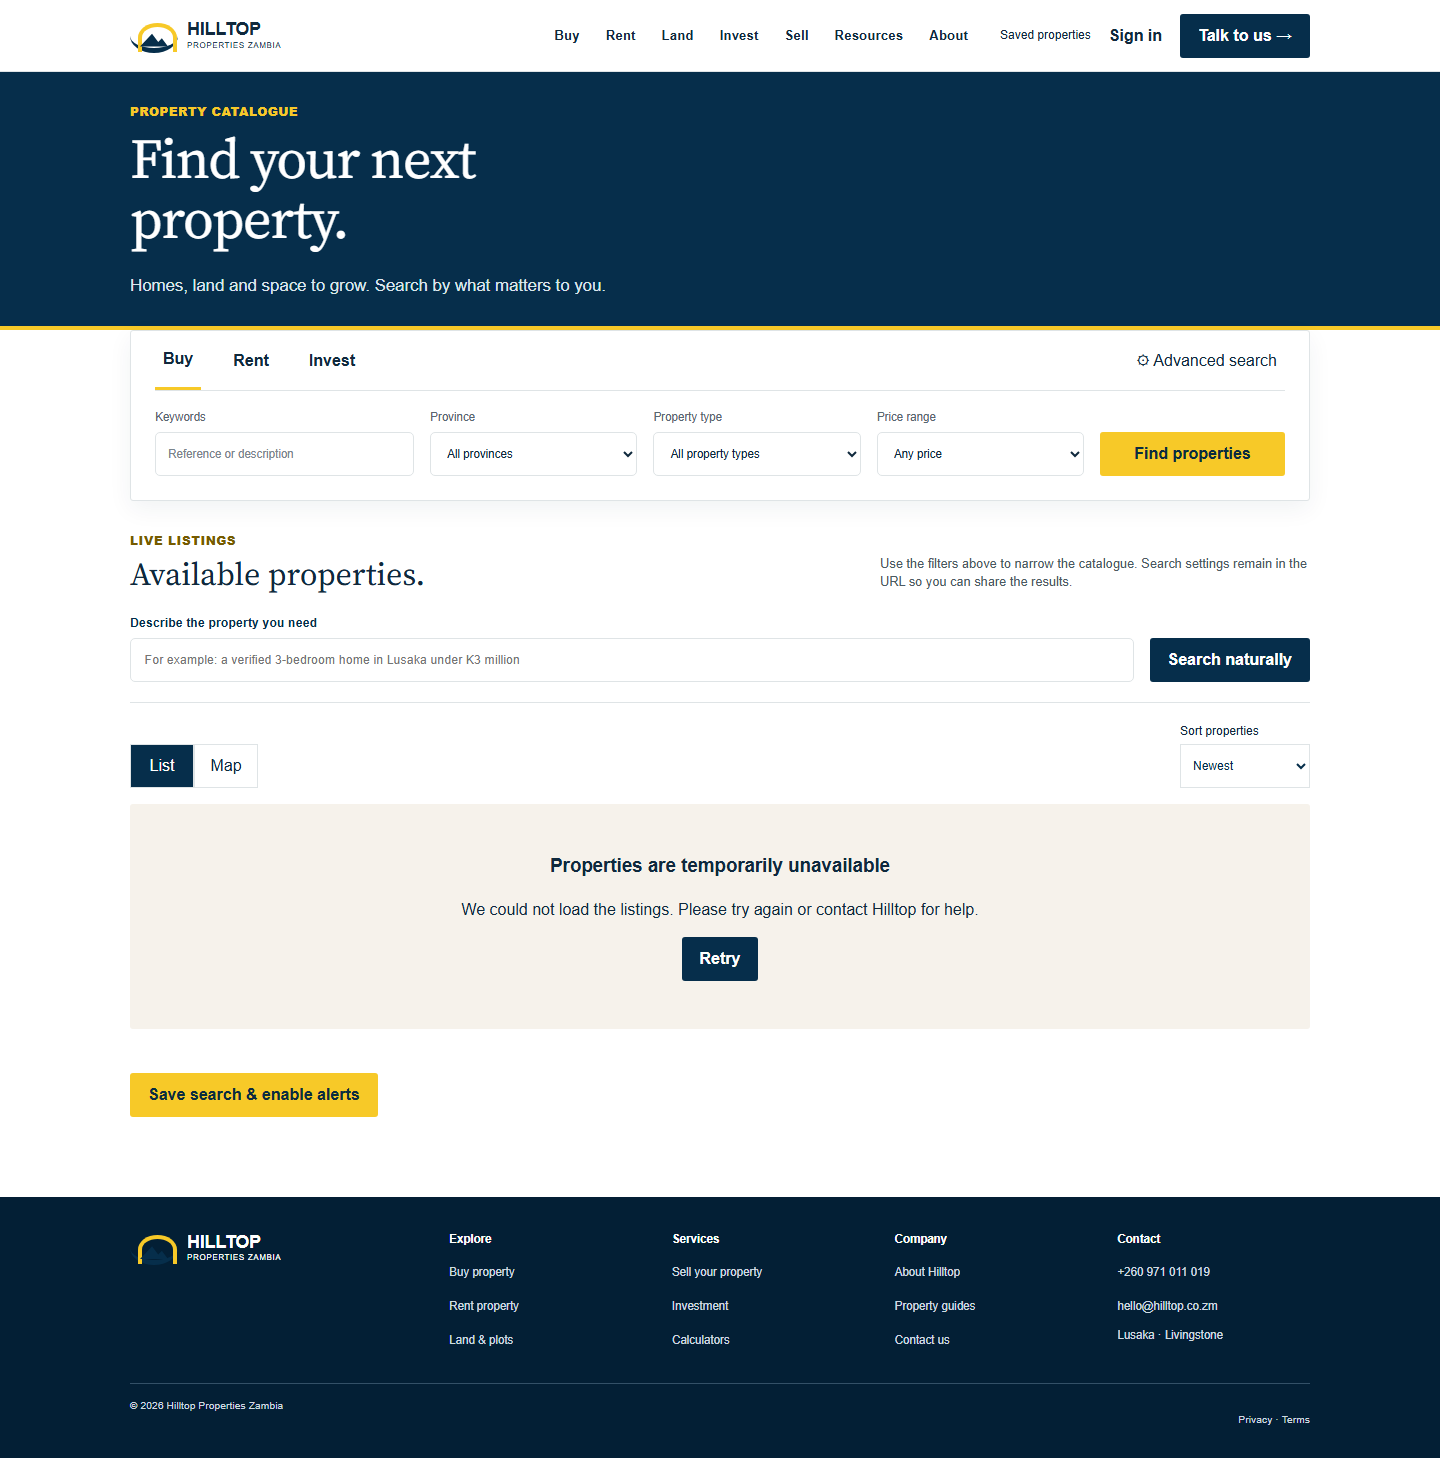 HILLTOP
PROPERTIES ZAMBIA
Buy
Rent
Land
Invest
Sell
Resources
About
Saved properties
Sign in
Talk to us →
PROPERTY CATALOGUE
Find your next
property.
Homes, land and space to grow. Search by what matters to you.
Buy
Rent
Invest
⚙ Advanced search
Keywords
Province
Property type
Price range
Reference or description
All provinces
All property types
Any price
Find properties
LIVE LISTINGS
Available properties.
Use the filters above to narrow the catalogue. Search settings remain in the
URL so you can share the results.
Describe the property you need
For example: a verified 3-bedroom home in Lusaka under K3 million
Search naturally
Sort properties
List
Map
Newest
Properties are temporarily unavailable
We could not load the listings. Please try again or contact Hilltop for help.
Retry
Save search & enable alerts
HILLTOP
PROPERTIES ZAMBIA
Explore
Buy property
Rent property
Land & plots
Services
Sell your property
Investment
Calculators
Company
About Hilltop
Property guides
Contact us
Contact
+260 971 011 019
hello@hilltop.co.zm
Lusaka · Livingstone
© 2026 Hilltop Properties Zambia
Privacy · Terms